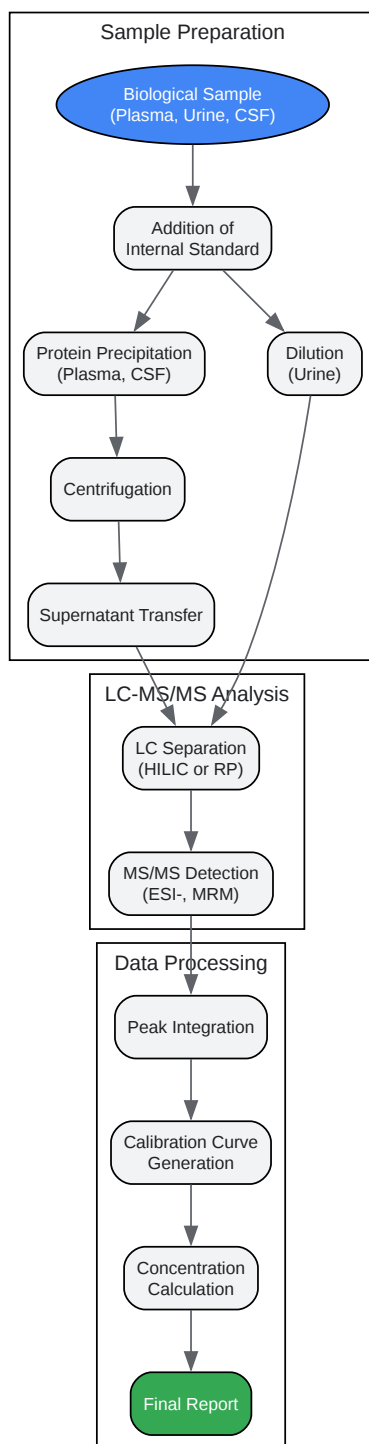 Sample Preparation
Biological Sample
(Plasma, Urine, CSF)
Addition of
Internal Standard
Protein Precipitation
(Plasma, CSF)
Dilution
(Urine)
Centrifugation
Supernatant Transfer
LC-MS/MS Analysis
LC Separation
(HILIC or RP)
MS/MS Detection
(ESI-, MRM)
Data Processing
Peak Integration
Calibration Curve
Generation
Concentration
Calculation
Final Report